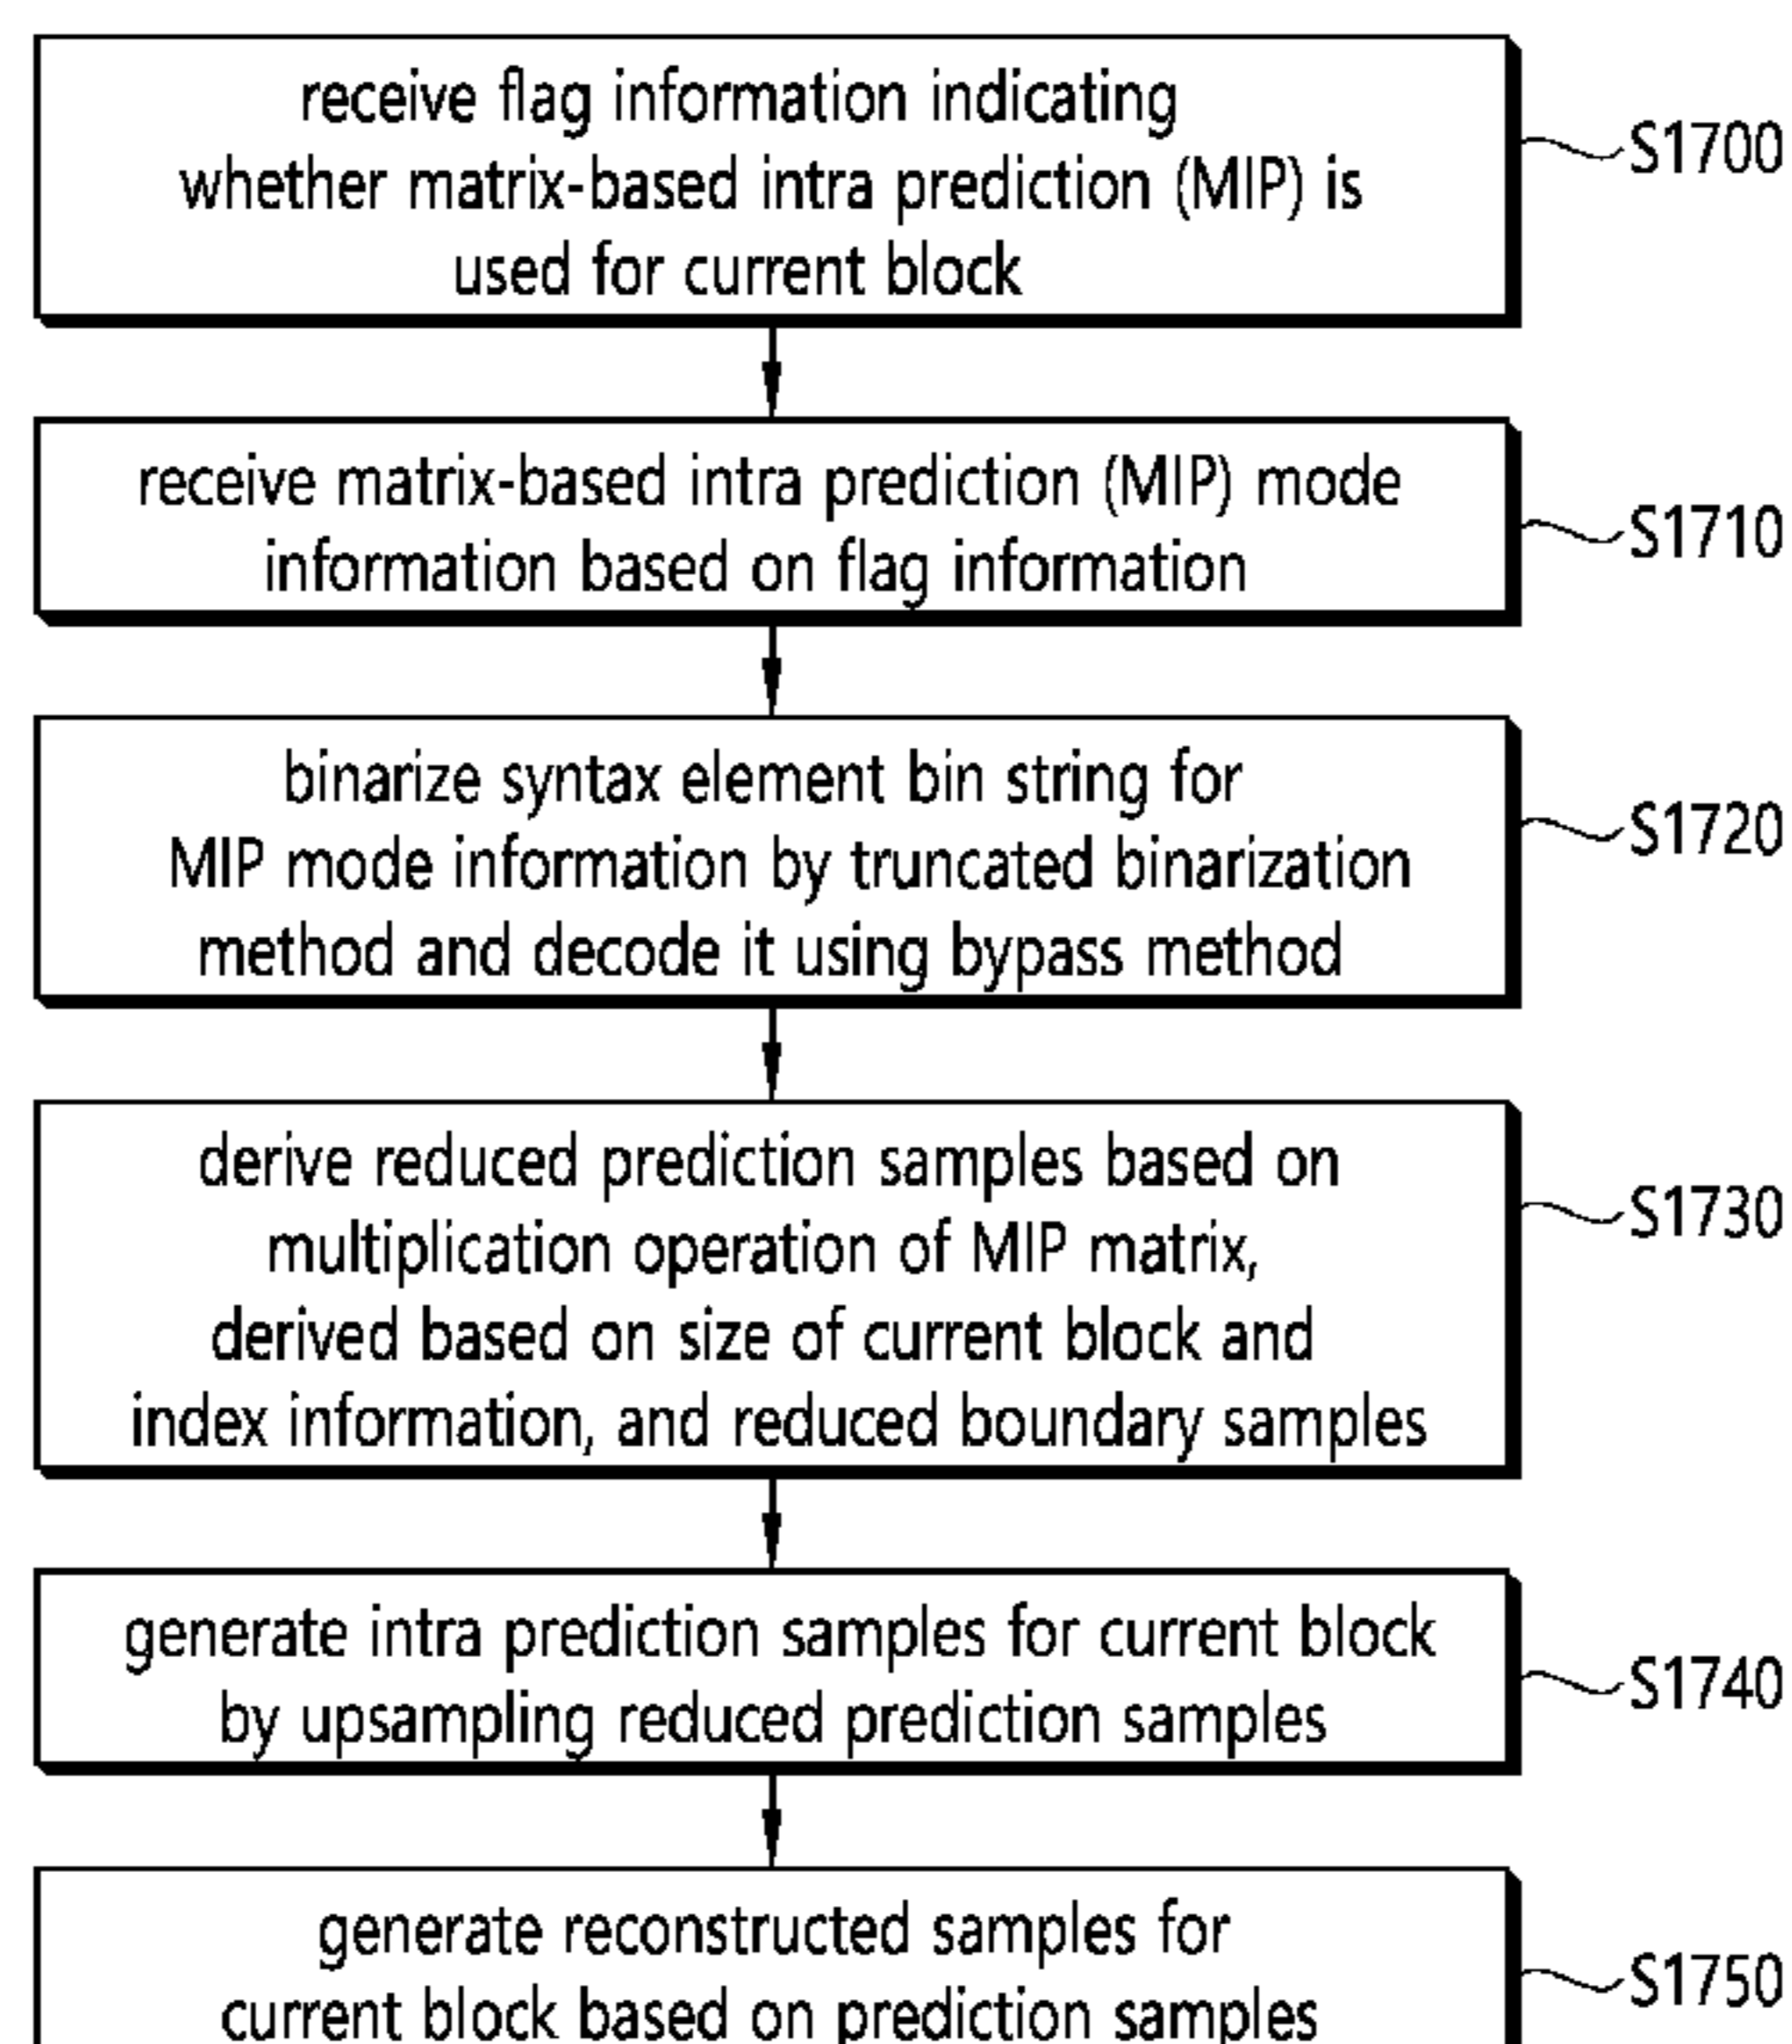 receive flag information indicating
whether matrix-based intra prediction (MIP) is
used for current block
S1700
receive matrix-based intra prediction (MIP) mode
information based on flag information
S1710
binarize syntax element bin string for
MIP mode information by truncated binarization
method and decode it using bypass method
S1720
derive reduced prediction samples based on
multiplication operation of MIP matrix,
derived based on size of current block and
index information, and reduced boundary samples
S1730
generate intra prediction samples for current block
by upsampling reduced prediction samples
S1740
generate reconstructed samples for
current block based on prediction samples
S1750